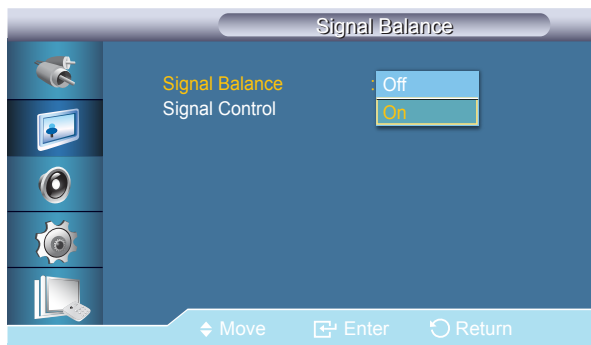 Signal Balance
Signal Balance : Off
Signal Control On
Move Enter Return